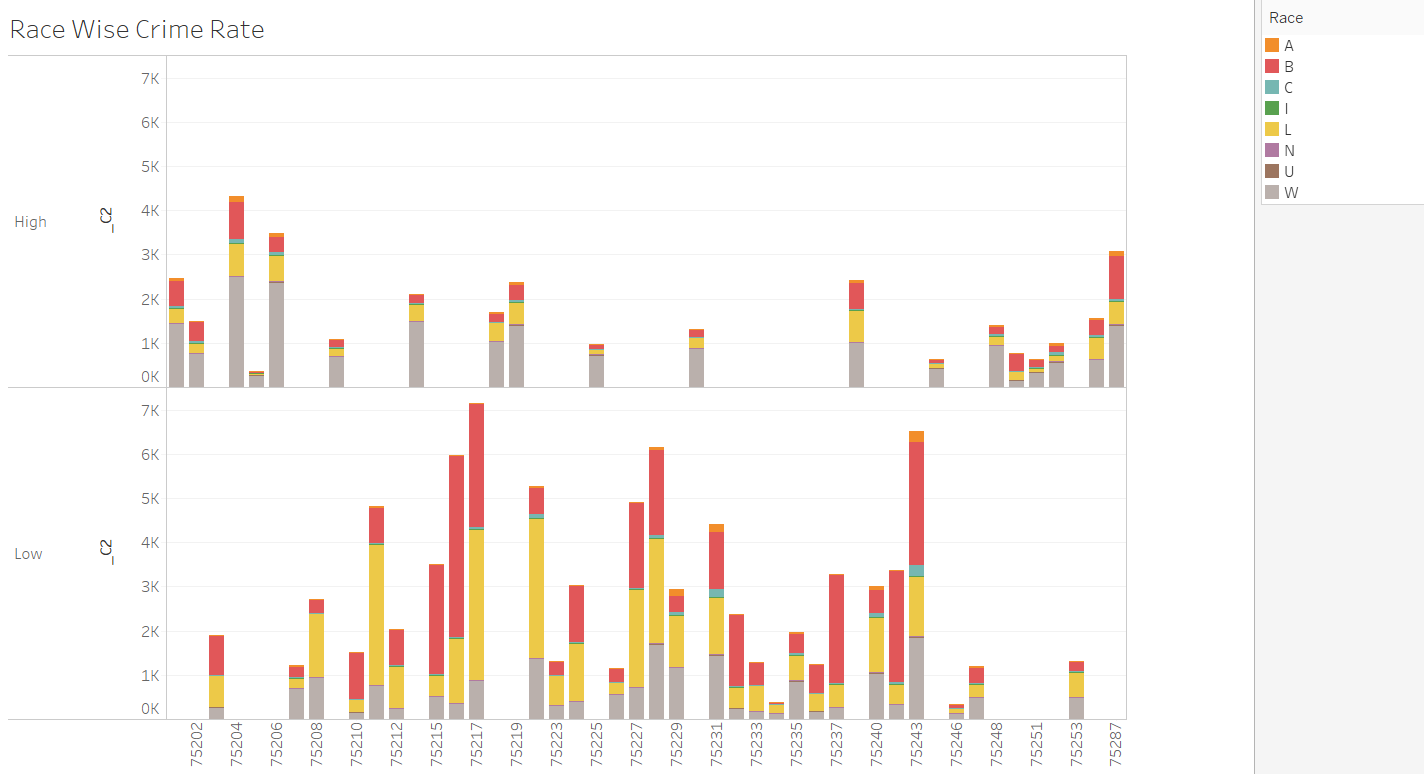 Race Wise Crime Rate
Race
A
B
C
I
L
N
U
W
High
_C2
7K
6K
5K
4K
3K
2K
1K
0K
Low
_C2
7K
6K
5K
4K
3K
2K
1K
0K
75202
75204
75206
75208
75210
75212
75215
75217
75219
75223
75225
75227
75229
75231
75233
75235
75237
75240
75243
75246
75248
75251
75253
75287